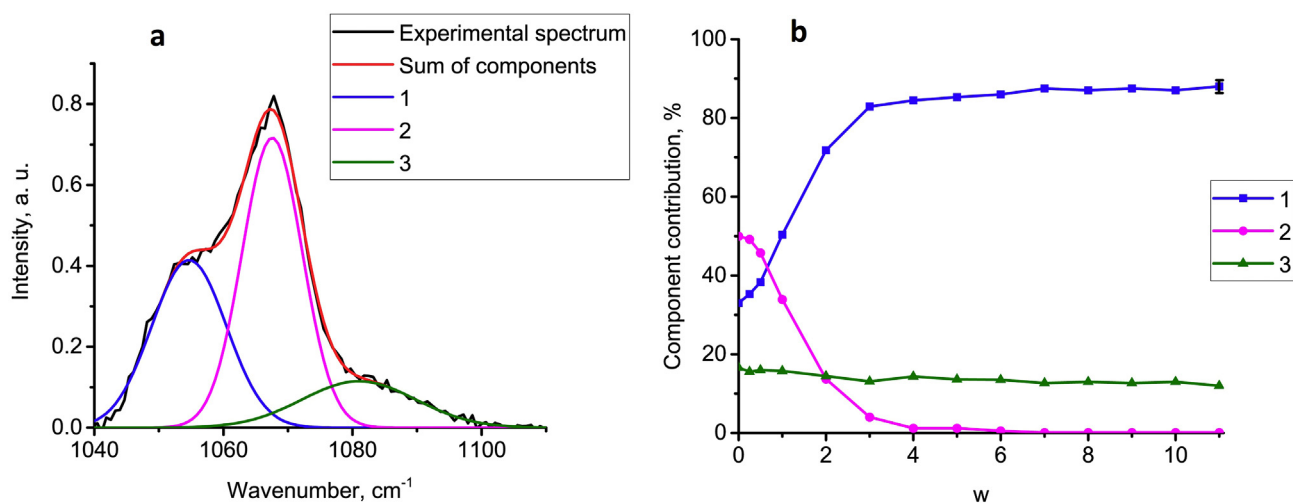 a
Experimental spectrum
Sum of components
1
2
3
0.8
0.6
0.4
0.2
0.0
Intensity, a. u.
1040 1060 1080 1100
Wavenumber, cm⁻¹
b
100
80
60
40
20
0
Component contribution, %
1
2
3
0 2 4 6 8 10
w